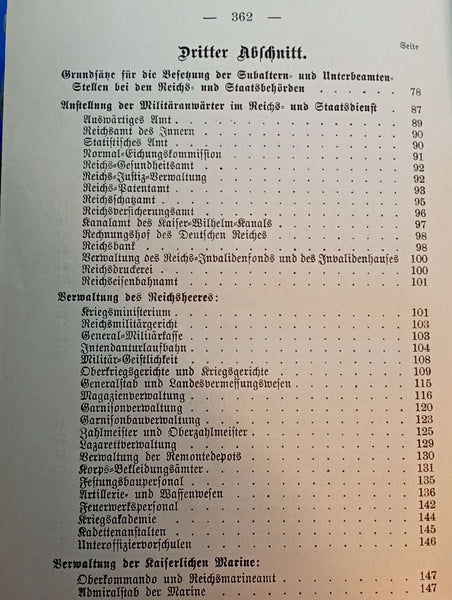 — 362 —
Dritter Abschnitt.
Seite
Grundsätze für die Besetzung der Subaltern- und Unterbeamten-
Stellen bei den Reichs- und Staatsbehörden . . . . . 78
Anstellung der Militäranwärter im Reichs- und Staatsdienst . 87
Auswärtiges Amt . . . . . 89
Reichsamt des Innern . . . . . 90
Statistisches Amt . . . . . 90
Normal-Eichungskommission . . . . . 91
Reichs-Gesundheitsamt . . . . . 92
Reichs-Justiz-Verwaltung . . . . . 92
Reichs-Patentamt . . . . . 93
Reichsschatzamt . . . . . 95
Reichsversicherungsamt . . . . . 96
Kanalamt des Kaiser-Wilhelm-Kanals . . . . . 97
Rechnungshof des Deutschen Reiches . . . . . 98
Reichsbank . . . . . 98
Verwaltung des Reichs-Invalidenfonds und des Invalidenhauses 100
Reichsdruckerei . . . . . 100
Reichseisenbahnamt . . . . . 101
Verwaltung des Reichsheeres:
Kriegsministerium . . . . . 101
Reichsmilitärgericht . . . . . 103
General-Militärkasse . . . . . 103
Intendanturlaufbahn . . . . . 104
Militär-Geistlichkeit . . . . . 108
Oberkriegsgerichte und Kriegsgerichte . . . . . 109
Generalstab und Landesvermessungswesen . . . . . 115
Magazienverwaltung . . . . . 116
Garnisonverwaltung . . . . . 120
Garnisonbauverwaltung . . . . . 123
Zahlmeister und Oberzahlmeister . . . . . 125
Lazarettverwaltung . . . . . 129
Verwaltung der Remontedepots . . . . . 130
Korps-Bekleidungsämter . . . . . 131
Festungsbaupersonal . . . . . 135
Artillerie- und Waffenwesen . . . . . 136
Feuerwerkspersonal . . . . . 142
Kriegsakademie . . . . . 144
Kadettenanstalten . . . . . 145
Unteroffiziervorschulen . . . . . 146
Verwaltung der Kaiserlichen Marine:
Oberkommando und Reichsmarineamt . . . . . 147
Admiralstab der Marine . . . . . 147